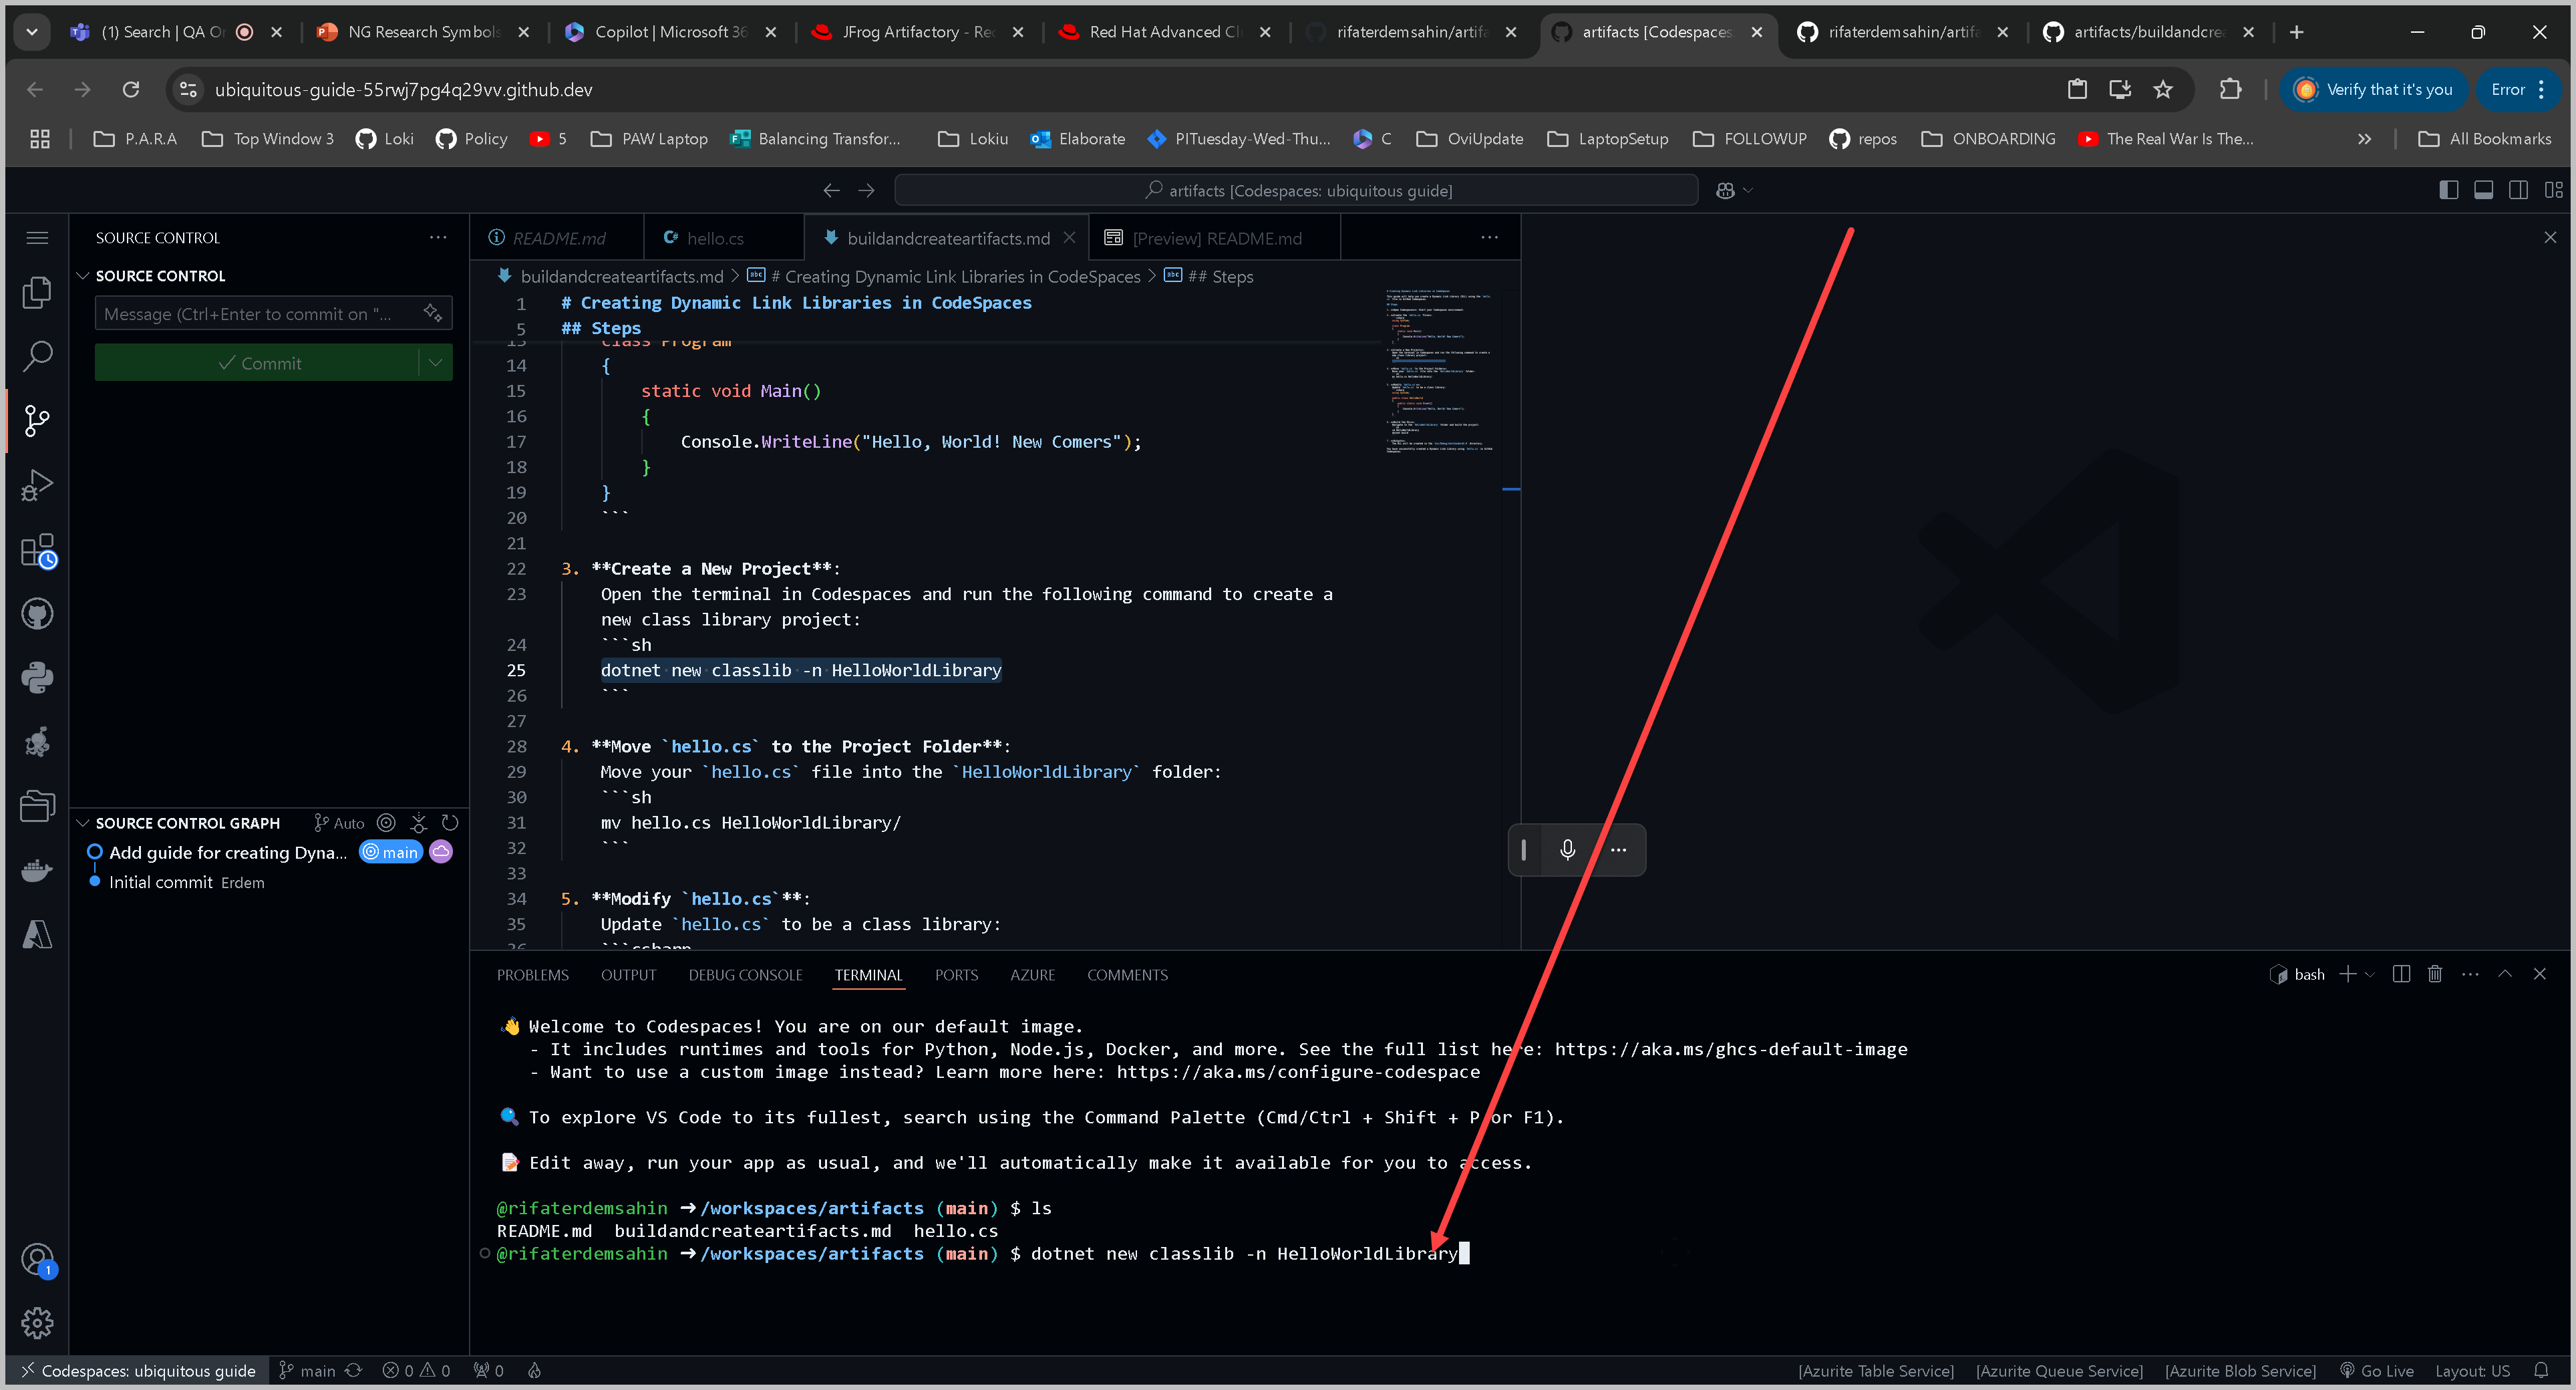 (1) Search | QA O
NG Research Symbols
Copilot | Microsoft 36
JFrog Artifactory - Red
Red Hat Advanced Cl
rifaterdemsahin/artifa
artifacts [Codespaces
rifaterdemsahin/artifa
artifacts/buildandcrea
ubiquitous-guide-55rwj7pg4q29vv.github.dev
Verify that it's you
Error
P.A.R.A
Top Window 3
Loki
Policy
5
PAW Laptop
Balancing Transfor...
Lokiu
Elaborate
PITuesday-Wed-Thu...
C
OviUpdate
LaptopSetup
FOLLOWUP
repos
ONBOARDING
The Real War Is The...
All Bookmarks
artifacts [Codespaces: ubiquitous guide]
SOURCE CONTROL
SOURCE CONTROL
Message (Ctrl+Enter to commit on "...
Commit
README.md
hello.cs
buildandcreateartifacts.md
[Preview] README.md
buildandcreateartifacts.md > # Creating Dynamic Link Libraries in CodeSpaces > ## Steps
1 # Creating Dynamic Link Libraries in CodeSpaces
5 ## Steps
13 class Program
14 {
15 static void Main()
16 {
17 Console.WriteLine("Hello, World! New Comers");
18 }
19 }
20 ```
21
22 3. **Create a New Project**:
23 Open the terminal in Codespaces and run the following command to create a
new class library project:
24 ```sh
25 dotnet new classlib -n HelloWorldLibrary
26 ```
27
28 4. **Move `hello.cs` to the Project Folder**:
29 Move your `hello.cs` file into the `HelloWorldLibrary` folder:
30 ```sh
31 mv hello.cs HelloWorldLibrary/
32 ```
33
34 5. **Modify `hello.cs`**:
35 Update `hello.cs` to be a class library:
36 ```csharp
SOURCE CONTROL GRAPH
Auto
Add guide for creating Dyna...
main
Initial commit Erdem
PROBLEMS
OUTPUT
DEBUG CONSOLE
TERMINAL
PORTS
AZURE
COMMENTS
bash
👋 Welcome to Codespaces! You are on our default image.
- It includes runtimes and tools for Python, Node.js, Docker, and more. See the full list here: https://aka.ms/ghcs-default-image
- Want to use a custom image instead? Learn more here: https://aka.ms/configure-codespace
🔍 To explore VS Code to its fullest, search using the Command Palette (Cmd/Ctrl + Shift + P or F1).
📝 Edit away, run your app as usual, and we'll automatically make it available for you to access.
@rifaterdemsahin ➜ /workspaces/artifacts (main) $ ls
README.md buildandcreateartifacts.md hello.cs
@rifaterdemsahin ➜ /workspaces/artifacts (main) $ dotnet new classlib -n HelloWorldLibrary
1
Codespaces: ubiquitous guide
main
0
0
0
[Azurite Table Service]
[Azurite Queue Service]
[Azurite Blob Service]
Go Live
Layout: US